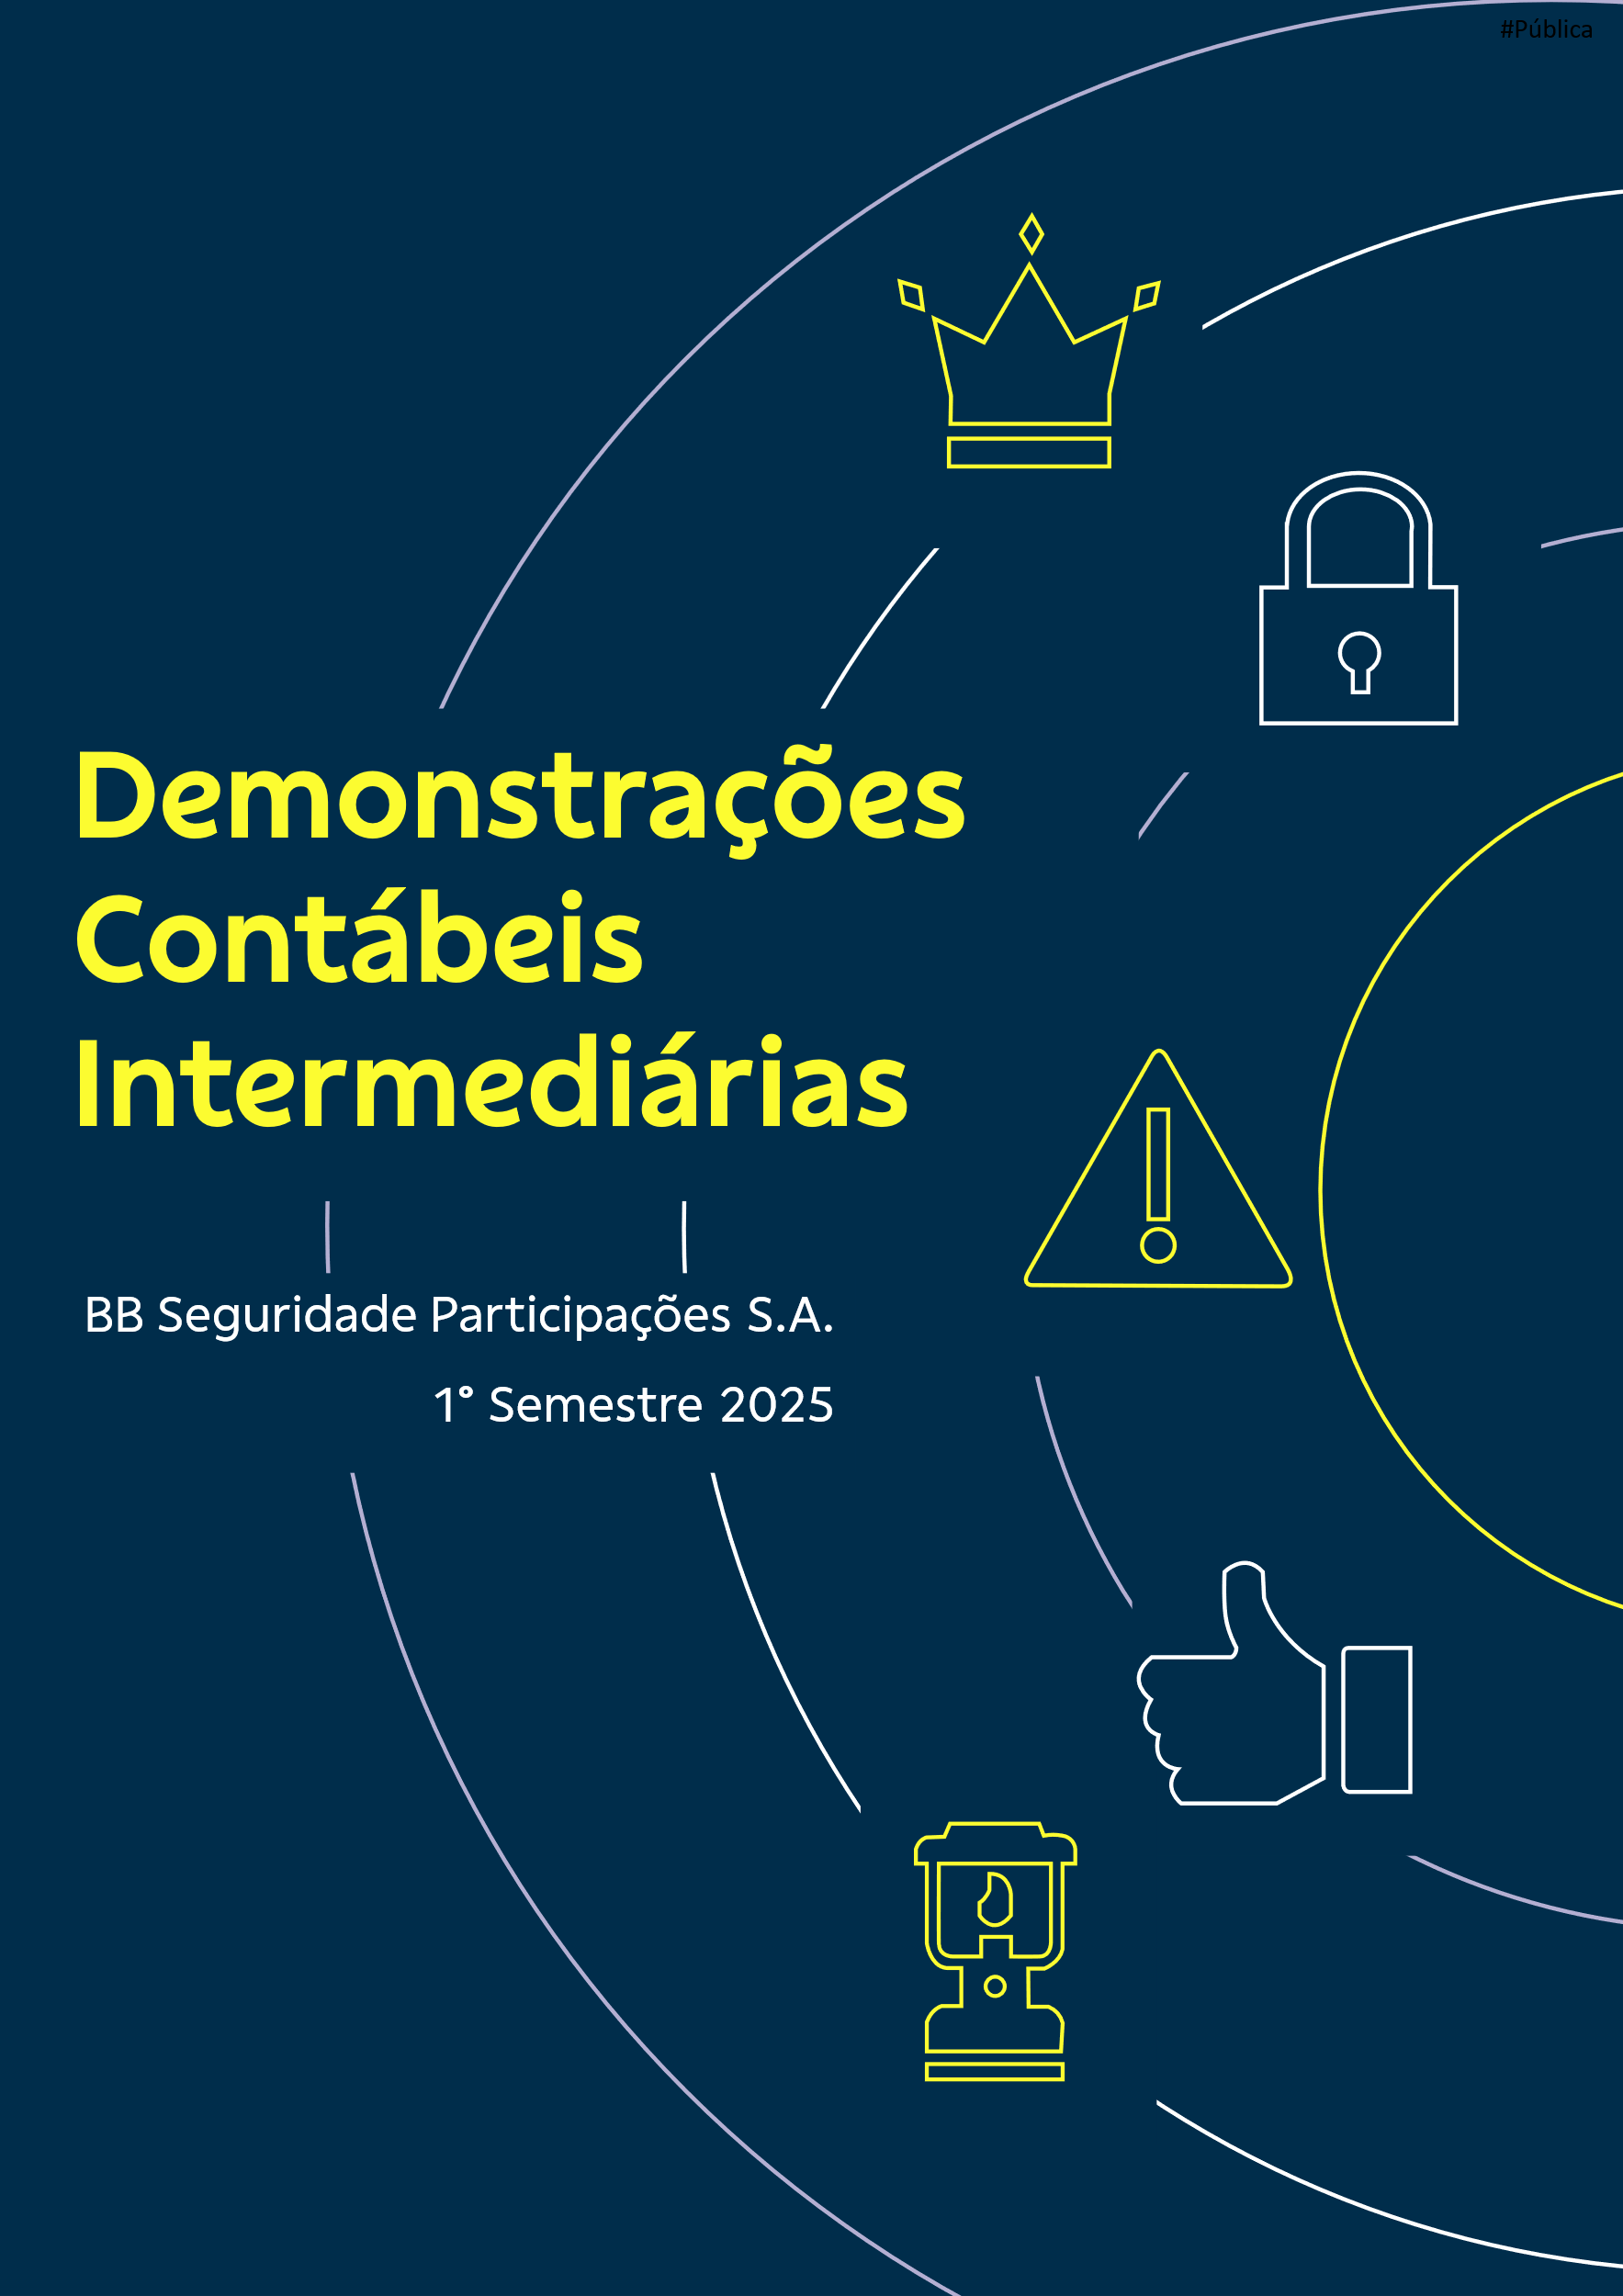 #Pública
Demonstrações
Contábeis
Intermediárias
BB Seguridade Participações S.A.
1° Semestre 2025